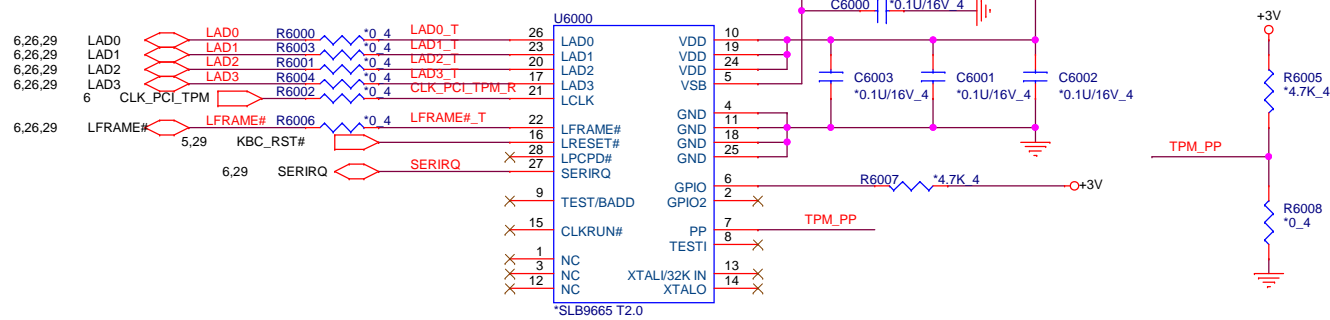 C6000 *0.1U/16V_4
U6000
+3V
6,26,29 LAD0 LAD0 R6000 *0_4 LAD0_T 26 LAD0 VDD 10
6,26,29 LAD1 LAD1 R6003 *0_4 LAD1_T 23 LAD1 VDD 19
6,26,29 LAD2 LAD2 R6001 *0_4 LAD2_T 20 LAD2 VDD 24
6,26,29 LAD3 LAD3 R6004 *0_4 LAD3_T 17 LAD3 VSB 5
6 CLK_PCI_TPM R6002 *0_4 CLK_PCI_TPM_R 21 LCLK
C6003 *0.1U/16V_4
C6001 *0.1U/16V_4
C6002 *0.1U/16V_4
R6005
*4.7K_4
GND 4
6,26,29 LFRAME# LFRAME# R6006 *0_4 LFRAME#_T 22 LFRAME# GND 11
5,29 KBC_RST# 16 LRESET# GND 18
28 LPCPD# GND 25
6,29 SERIRQ SERIRQ 27 SERIRQ
TPM_PP
GPIO 6 R6007 *4.7K_4 +3V
9 TEST/BADD GPIO2 2
R6008
*0_4
15 CLKRUN# PP 7 TPM_PP
TESTI 8
1 NC
3 NC XTALI/32K IN 13
12 NC XTALO 14
*SLB9665 T2.0